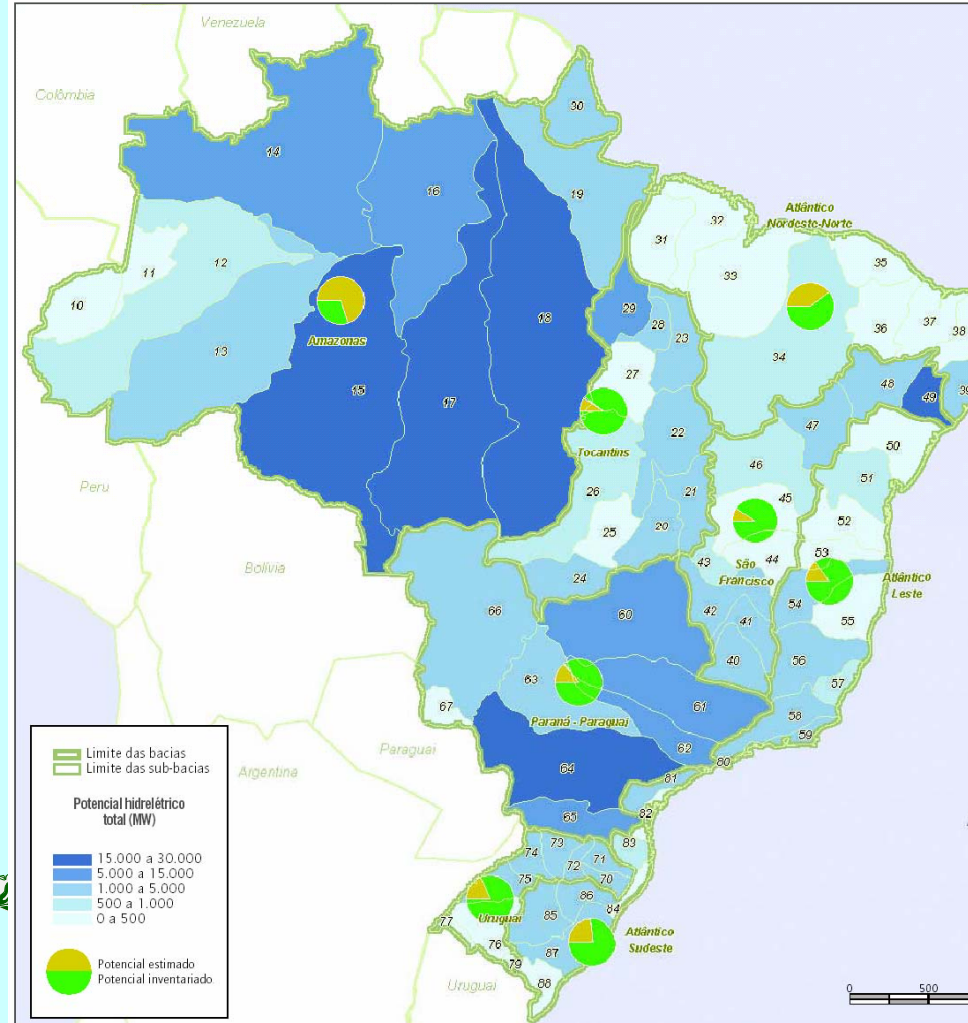 Venezuela
Colômbia
30
14
16
19
Atlântico
Nordeste-Norte
32
31
12
11
33
35
10
29
28
23
36
37
38
18
Amazonas
13
34
27
15
17
48
49
39
47
22
50
Tocantins
46
51
Peru
26
21
45
52
25
20
Bolívia
44
53
43
São
Francisco
Atlântico
Leste
24
54
66
60
42
41
55
40
56
63
57
67
61
58
Paraná - Paraguai
59
Paraguai
62
80
64
81
Argentina
82
65
73
83
74
71
72
75
70
86
84
85
Uruguai
77
Atlântico
Sudeste
76
87
79
88
Uruguai
Limite das bacias
Limite das sub-bacias
Potencial hidrelétrico
total (MW)
15.000 a 30.000
5.000 a 15.000
1.000 a 5.000
500 a 1.000
0 a 500
Potencial estimado
Potencial inventariado
0 500